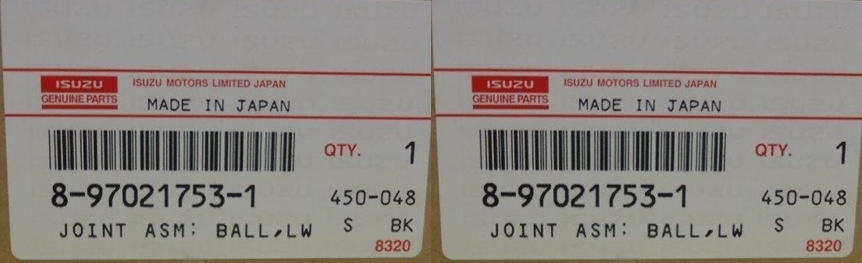 ISUZU ISUZU MOTORS LIMITED JAPAN
GENUINE PARTS MADE IN JAPAN
QTY. 1
8-97021753-1 450-048
JOINT ASM: BALL,LW S BK
8320
ISUZU ISUZU MOTORS LIMITED JAPAN
GENUINE PARTS MADE IN JAPAN
QTY. 1
8-97021753-1 450-048
JOINT ASM: BALL,LW S BK
8320